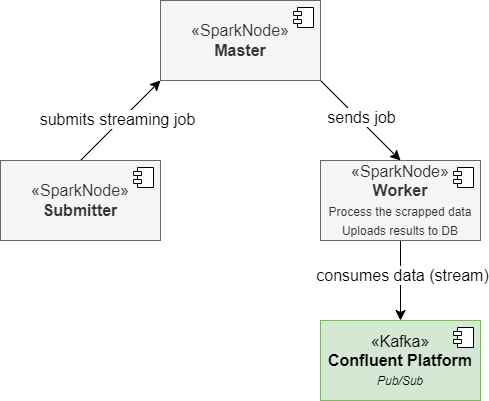 «SparkNode»
Master
submits streaming job
sends job
«SparkNode»
Submitter
«SparkNode»
Worker
Process the scrapped data
Uploads results to DB
consumes data (stream)
«Kafka»
Confluent Platform
Pub/Sub